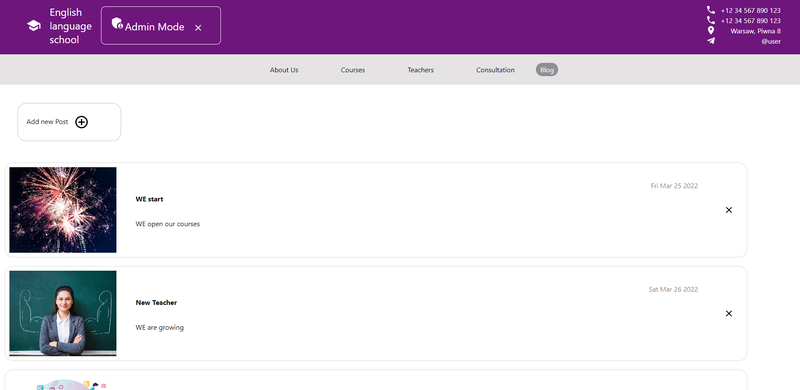 English
language
school
Admin Mode
+12 34 567 890 123
+12 34 567 890 123
Warsaw, Piwna 8
@user
About Us
Courses
Teachers
Consultation
Blog
Add new Post
Fri Mar 25 2022
WE start
WE open our courses
Sat Mar 26 2022
New Teacher
WE are growing